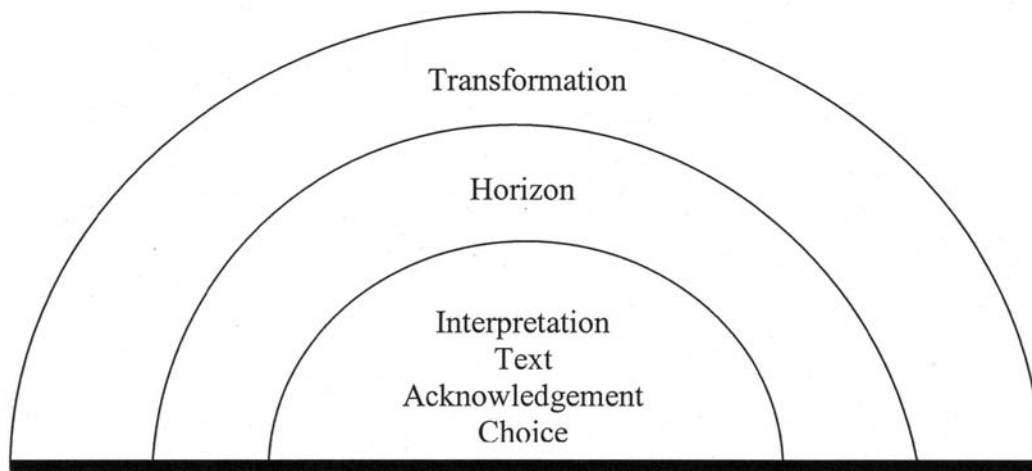 Transformation
Horizon
Interpretation
Text
Acknowledgement
Choice